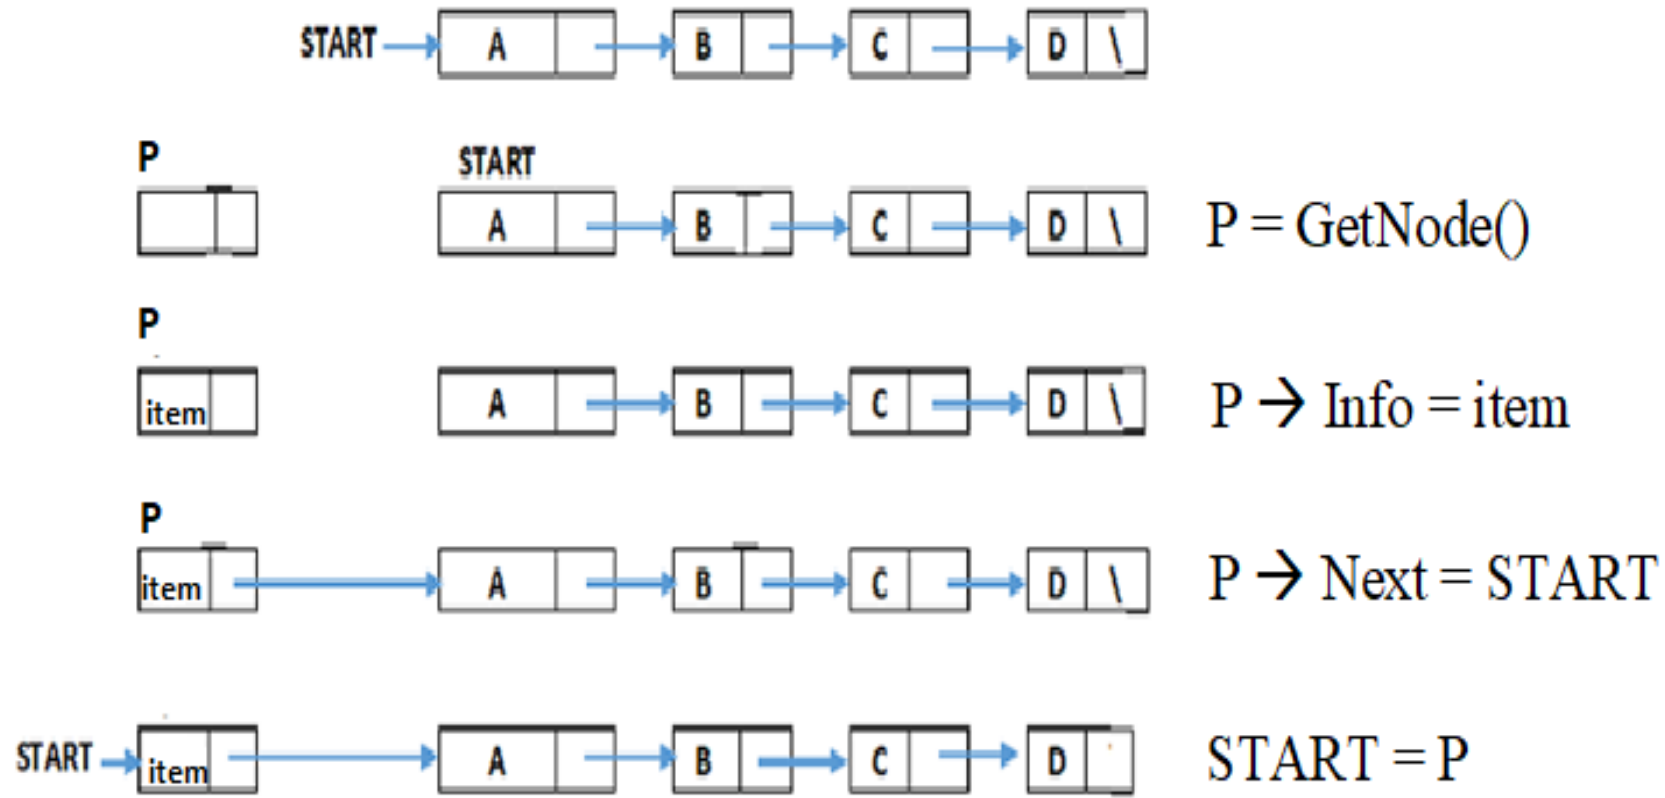 START A B C D \
P START
A B C D \ P = GetNode()
P
item A B C D \ P → Info = item
P
item A B C D \ P → Next = START
START item A B C D START = P